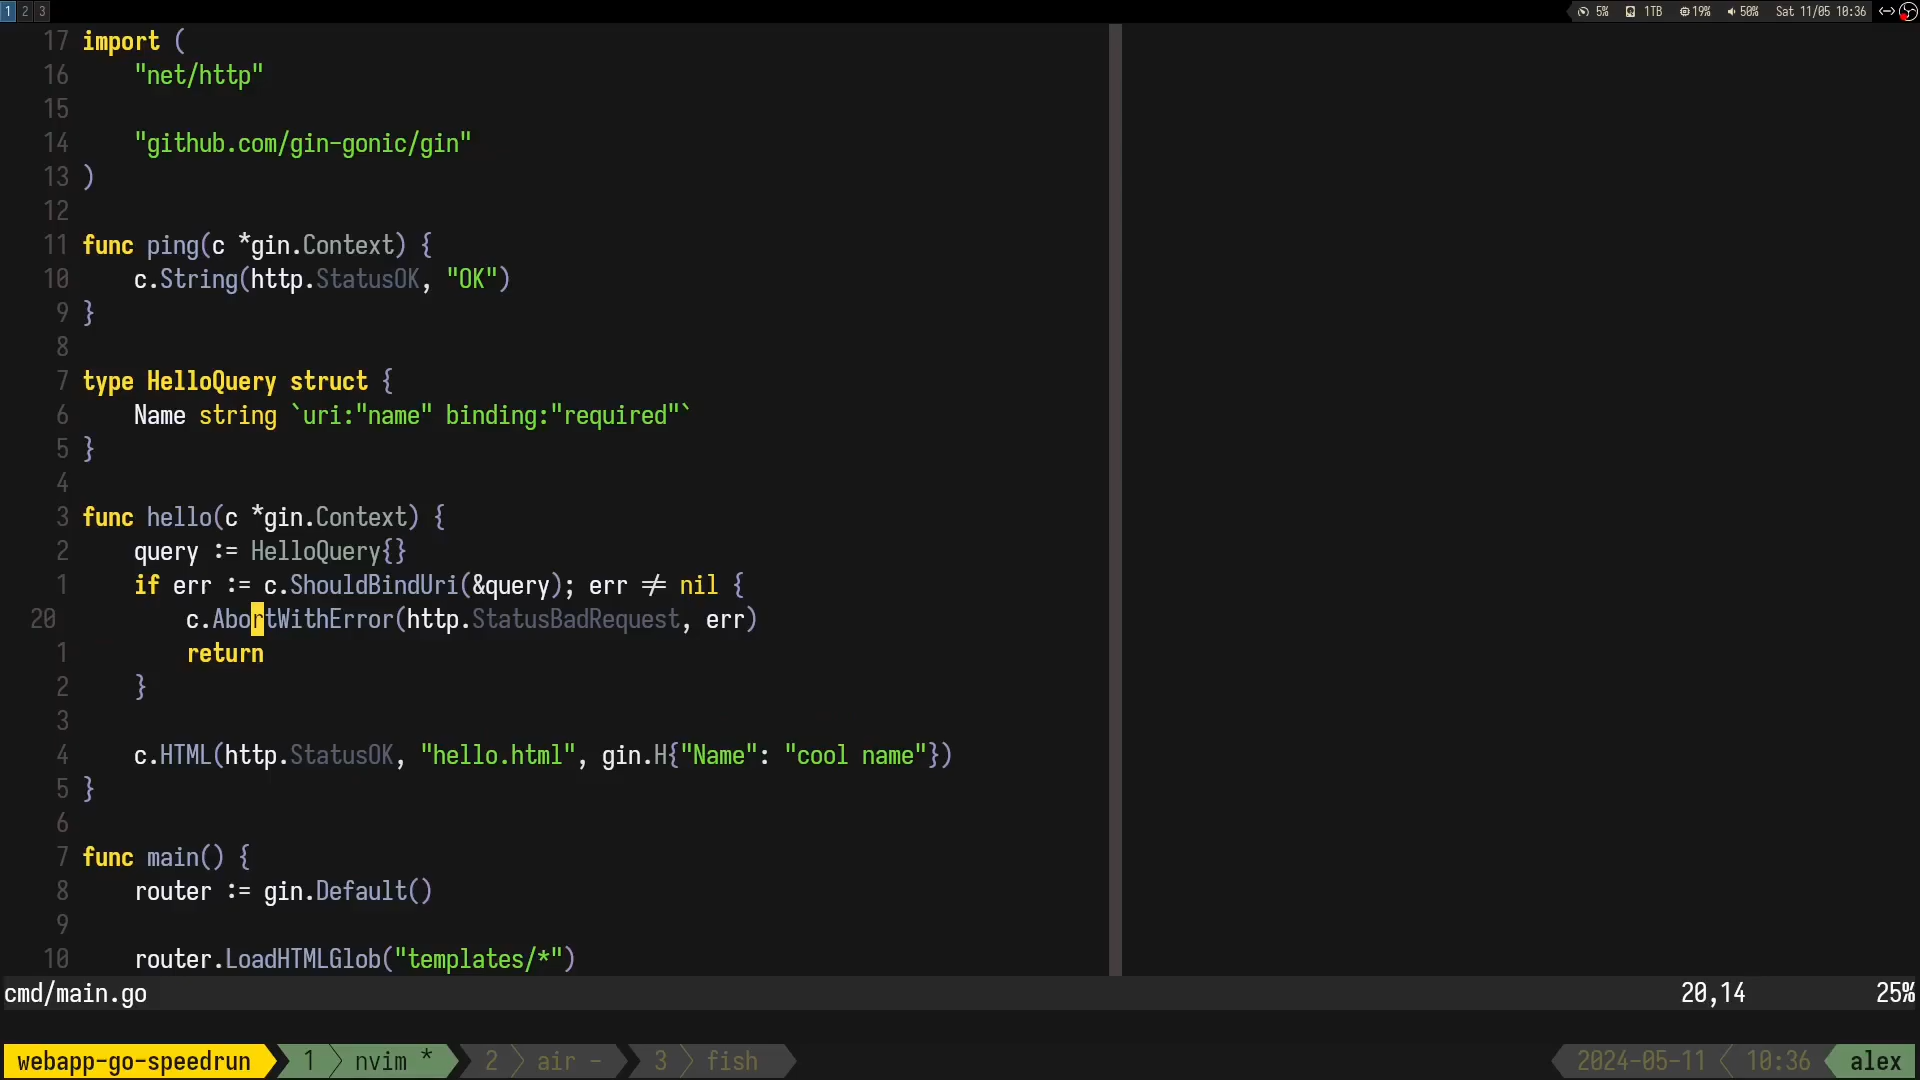 1 2 3 5% 1TB 19% 50% Sat 11/05 10:36
17 import (
16 "net/http"
15
14 "github.com/gin-gonic/gin"
13 )
12
11 func ping(c *gin.Context) {
10 c.String(http.StatusOK, "OK")
9 }
8
7 type HelloQuery struct {
6 Name string `uri:"name" binding:"required"`
5 }
4
3 func hello(c *gin.Context) {
2 query := HelloQuery{}
1 if err := c.ShouldBindUri(&query); err ≠ nil {
20 c.AbortWithError(http.StatusBadRequest, err)
1 return
2 }
3
4 c.HTML(http.StatusOK, "hello.html", gin.H{"Name": "cool name"})
5 }
6
7 func main() {
8 router := gin.Default()
9
10 router.LoadHTMLGlob("templates/*")
cmd/main.go 20,14 25%
webapp-go-speedrun 1 nvim * 2 air - 3 fish 2024-05-11 10:36 alex